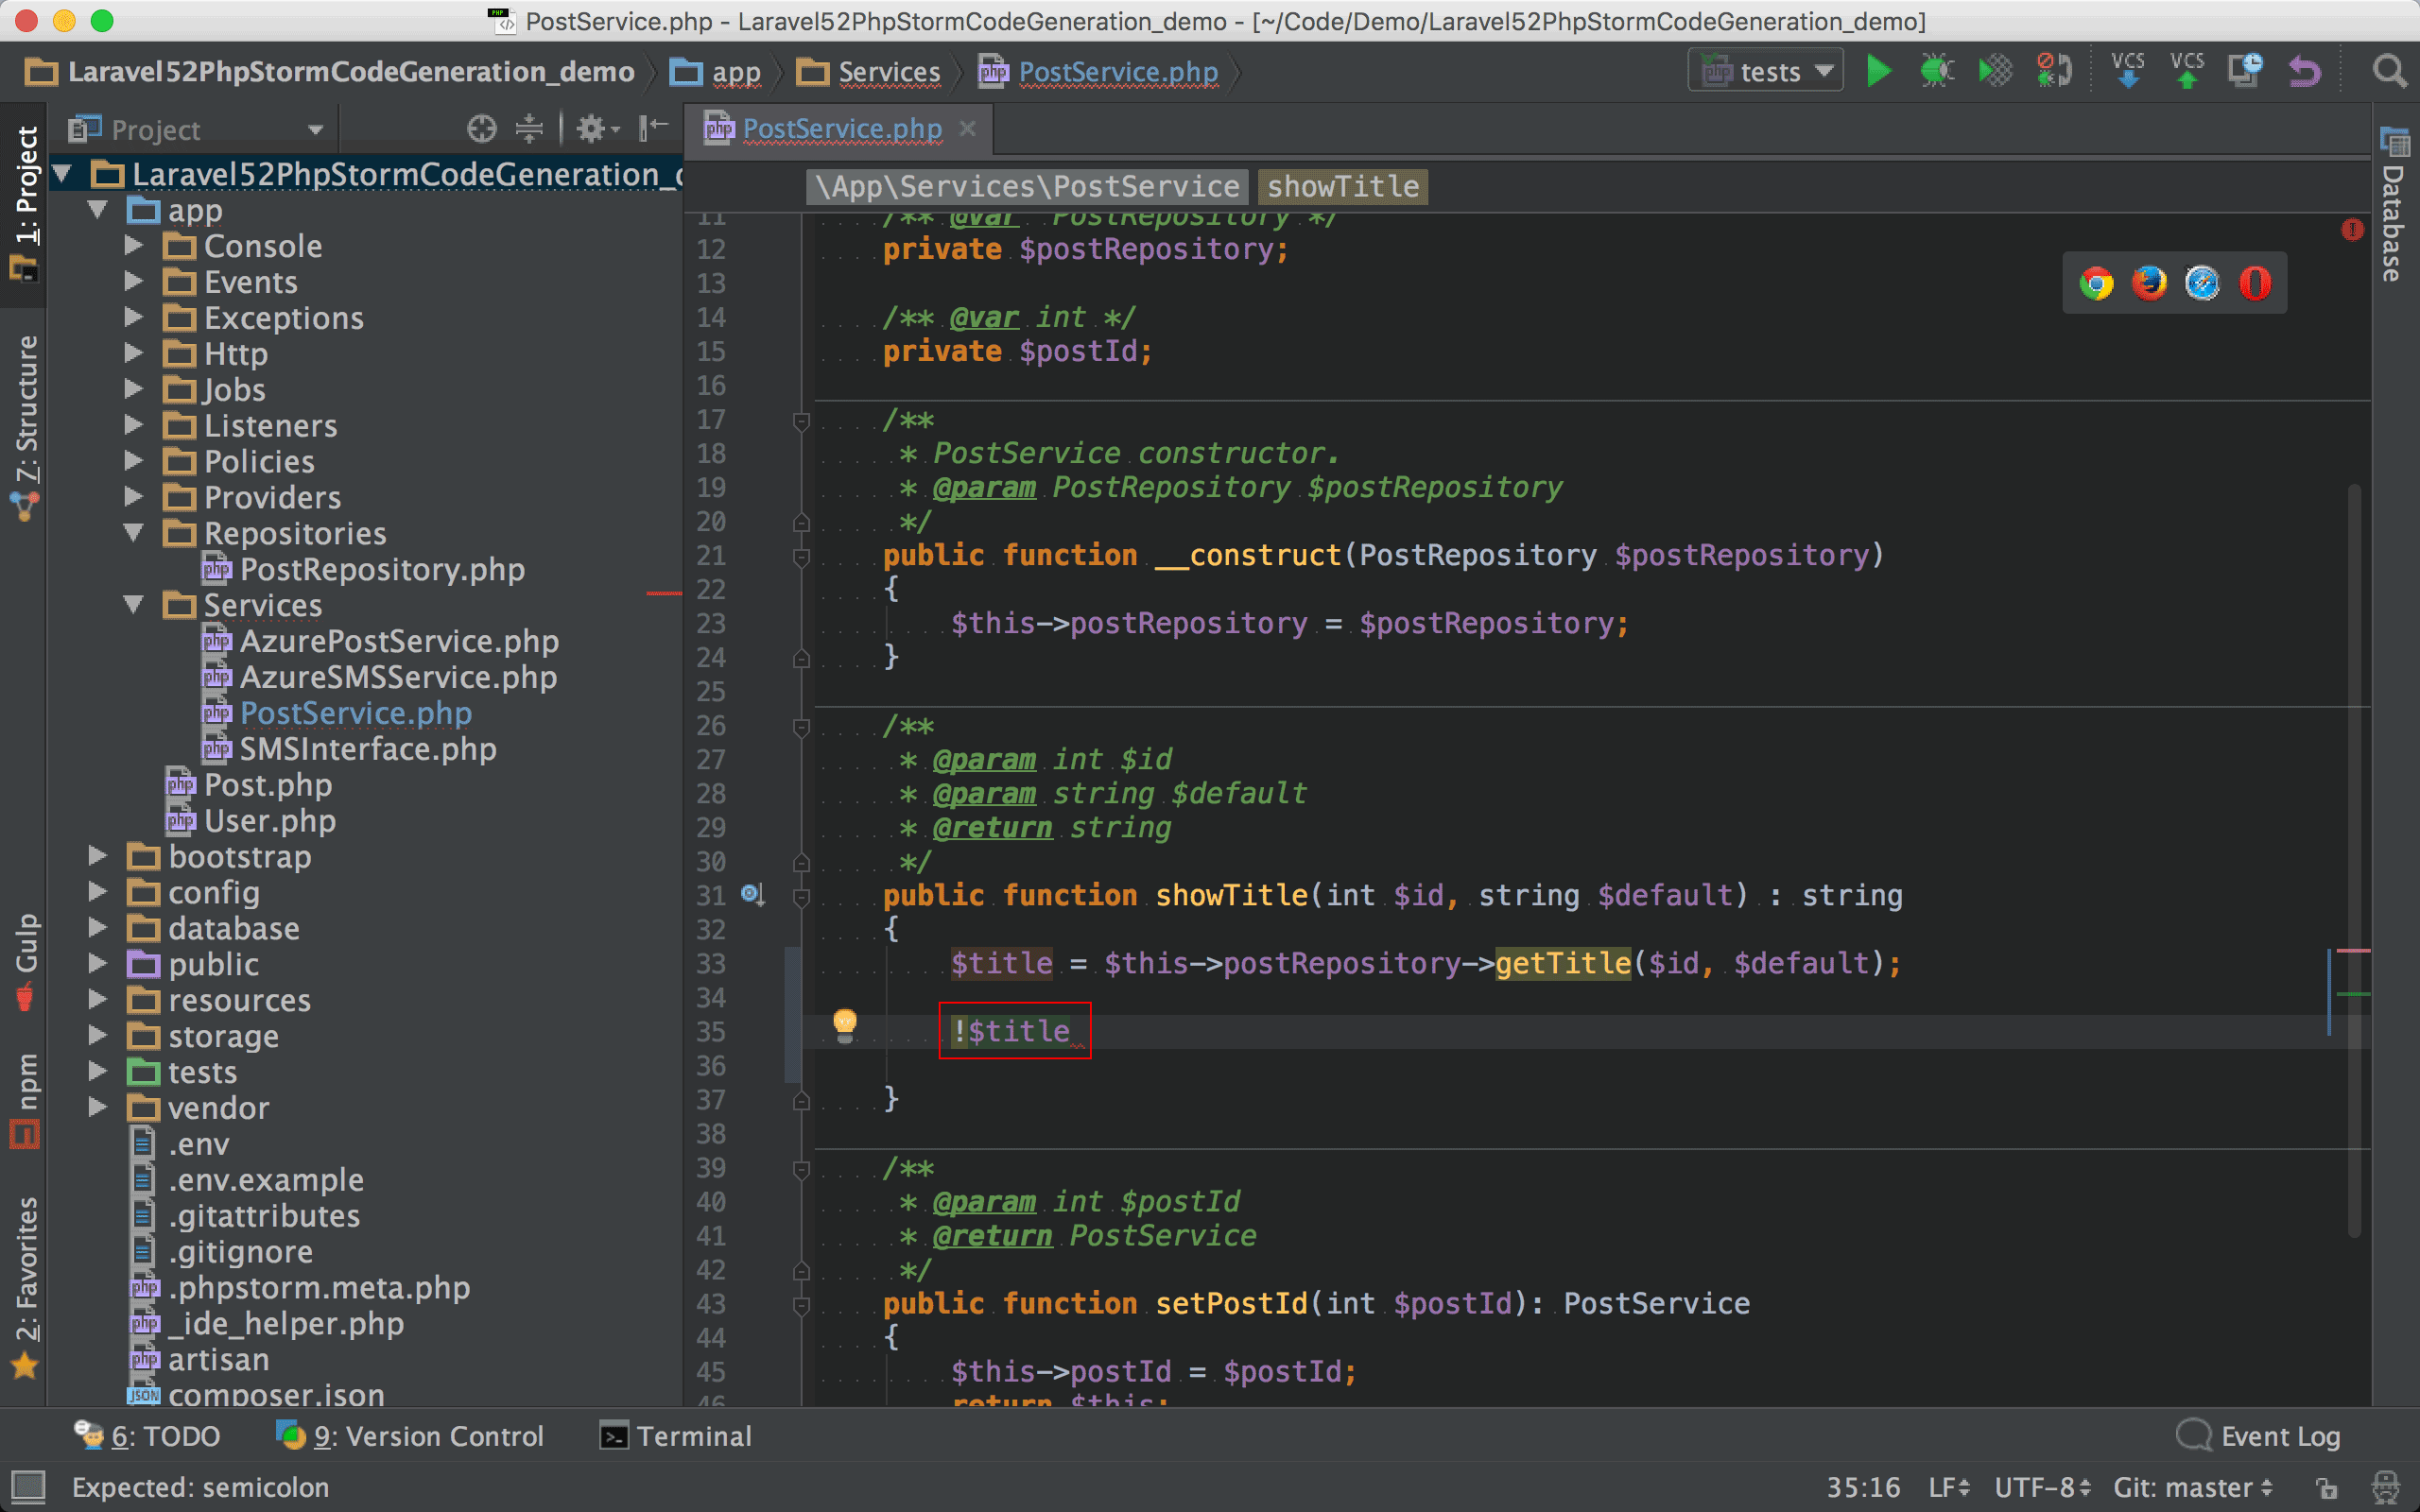 PostService.php - Laravel52PhpStormCodeGeneration_demo - [~/Code/Demo/Laravel52PhpStormCodeGeneration_demo]
Laravel52PhpStormCodeGeneration_demo app Services PostService.php tests VCS VCS
1: Project
7: Structure
Gulp
npm
2: Favorites
Project
Laravel52PhpStormCodeGeneration_
app
Console
Events
Exceptions
Http
Jobs
Listeners
Policies
Providers
Repositories
PostRepository.php
Services
AzurePostService.php
AzureSMSService.php
PostService.php
SMSInterface.php
Post.php
User.php
bootstrap
config
database
public
resources
storage
tests
vendor
.env
.env.example
.gitattributes
.gitignore
.phpstorm.meta.php
_ide_helper.php
artisan
composer.json
PostService.php
\App\Services\PostService showTitle
11 /** @var PostRepository */
12 private $postRepository;
13
14 /** @var int */
15 private $postId;
16
17 /**
18 * PostService constructor.
19 * @param PostRepository $postRepository
20 */
21 public function __construct(PostRepository $postRepository)
22 {
23 $this->postRepository = $postRepository;
24 }
25
26 /**
27 * @param int $id
28 * @param string $default
29 * @return string
30 */
31 public function showTitle(int $id, string $default) : string
32 {
33 $title = $this->postRepository->getTitle($id, $default);
34
35 !$title
36
37 }
38
39 /**
40 * @param int $postId
41 * @return PostService
42 */
43 public function setPostId(int $postId): PostService
44 {
45 $this->postId = $postId;
46 return $this;
Database
6: TODO 9: Version Control Terminal Event Log
Expected: semicolon 35:16 LF UTF-8 Git: master